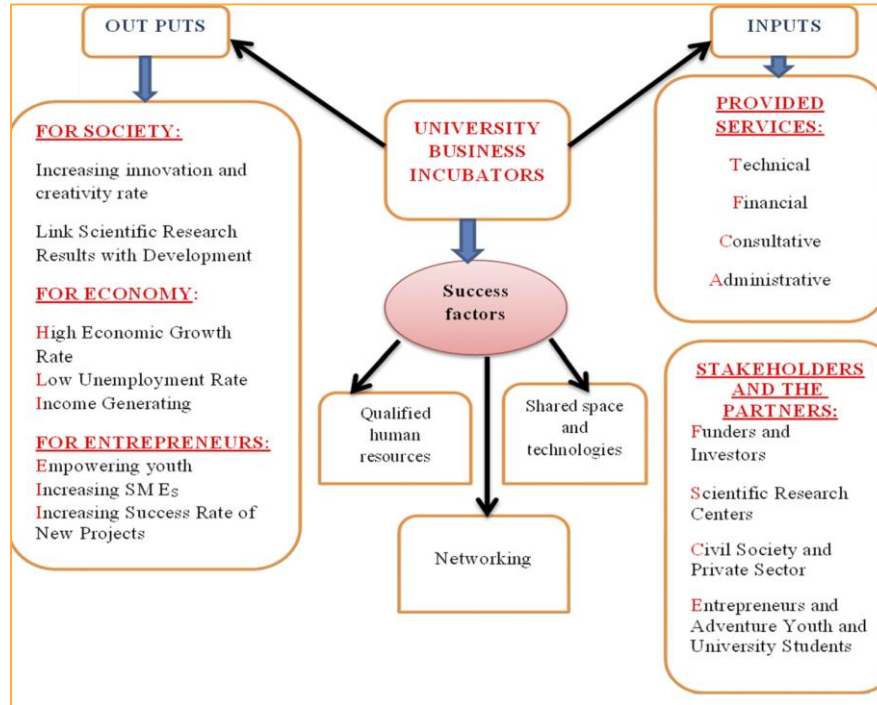 OUT PUTS
FOR SOCIETY:
Increasing innovation and
creativity rate
Link Scientific Research
Results with Development
FOR ECONOMY:
High Economic Growth
Rate
Low Unemployment Rate
Income Generating
FOR ENTREPRENEURS:
Empowering youth
Increasing SMEs
Increasing Success Rate of
New Projects
UNIVERSITY
BUSINESS
INCUBATORS
Success
factors
Qualified
human
resources
Shared space
and
technologies
Networking
INPUTS
PROVIDED
SERVICES:
Technical
Financial
Consultative
Administrative
STAKEHOLDERS
AND THE
PARTNERS:
Funders and
Investors
Scientific Research
Centers
Civil Society and
Private Sector
Entrepreneurs and
Adventure Youth and
University Students